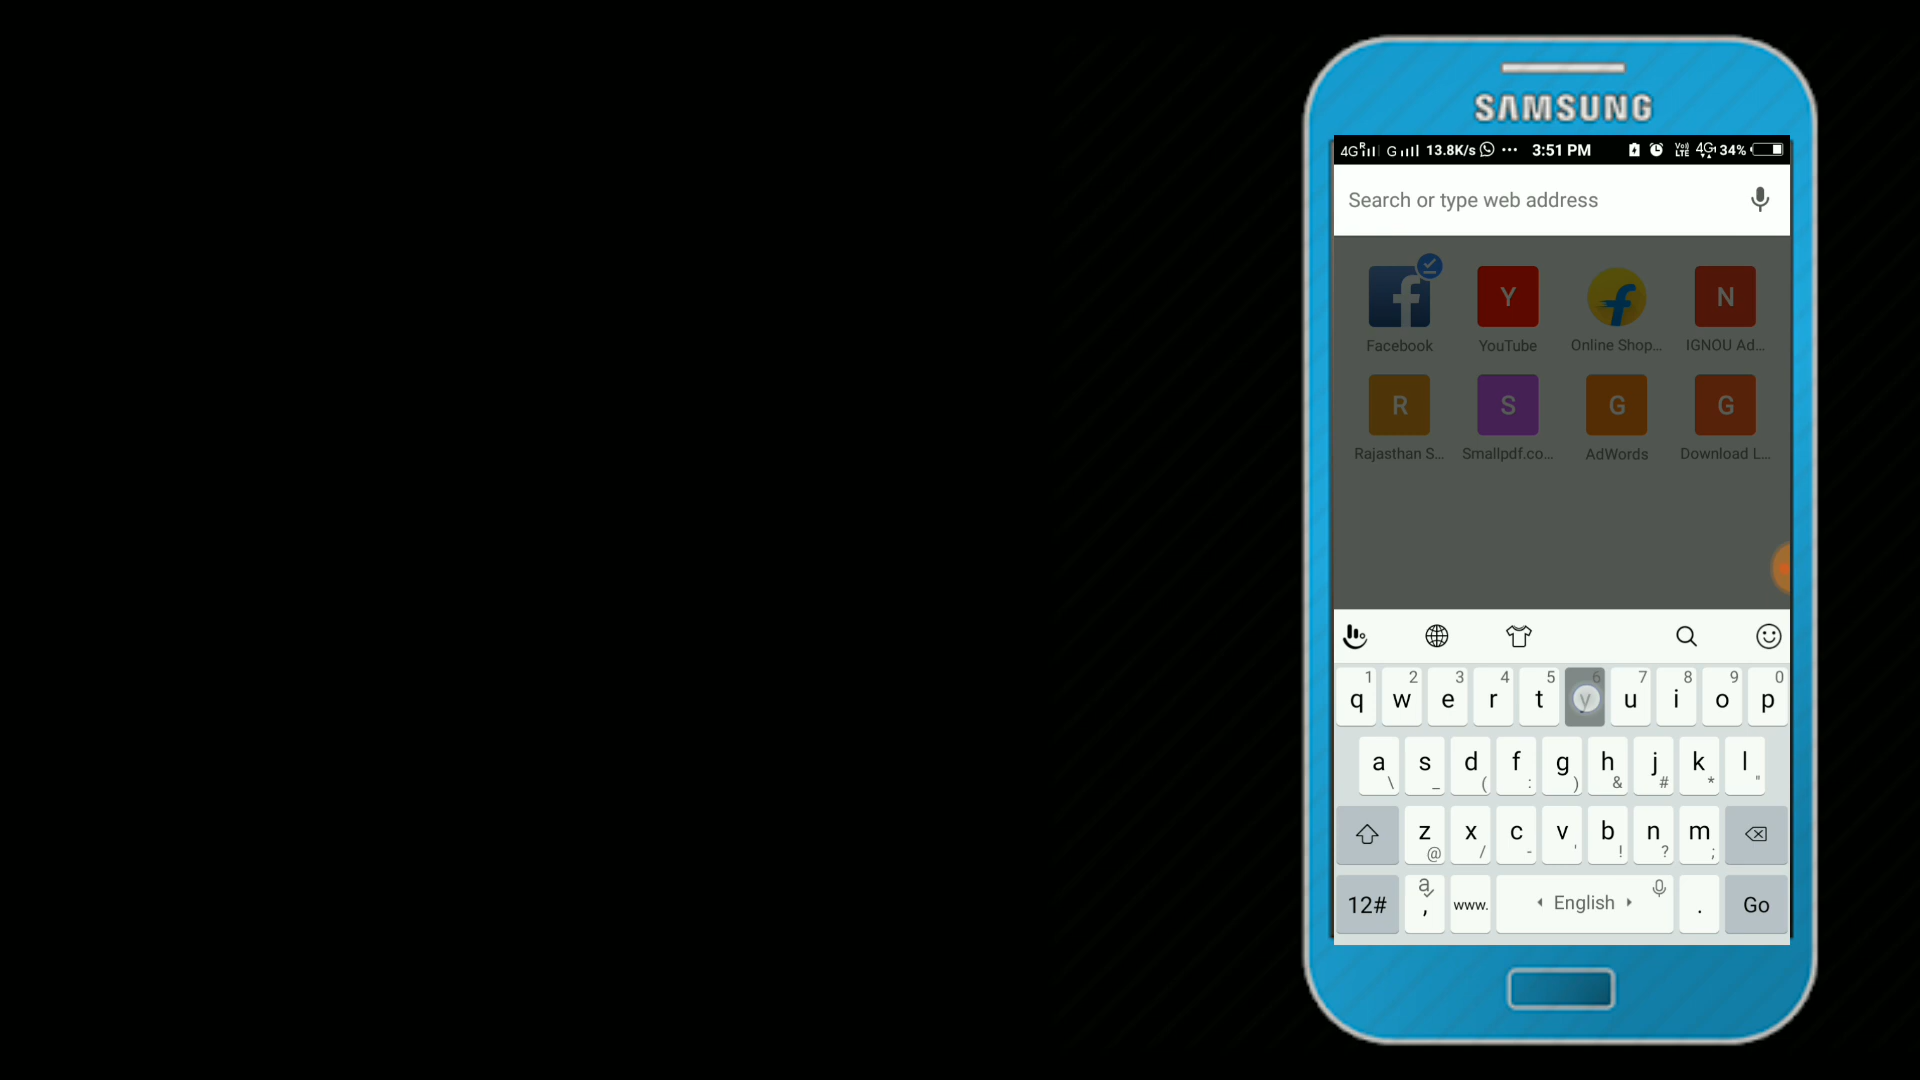 SAMSUNG
4G R G 13.8K/s ... 3:51 PM VoLTE 4G 34%
Search or type web address
Y N
Facebook YouTube Online Shop... IGNOU Ad...
R S G G
Rajasthan S... Smallpdf.co... AdWords Download L...
1 2 3 4 5 6 7 8 9 0
q w e r t y u i o p
a s d f g h j k l
\ _ ( : ) & # * "
z x c v b n m
@ / - ' ! ? ;
12# a , www. English . Go